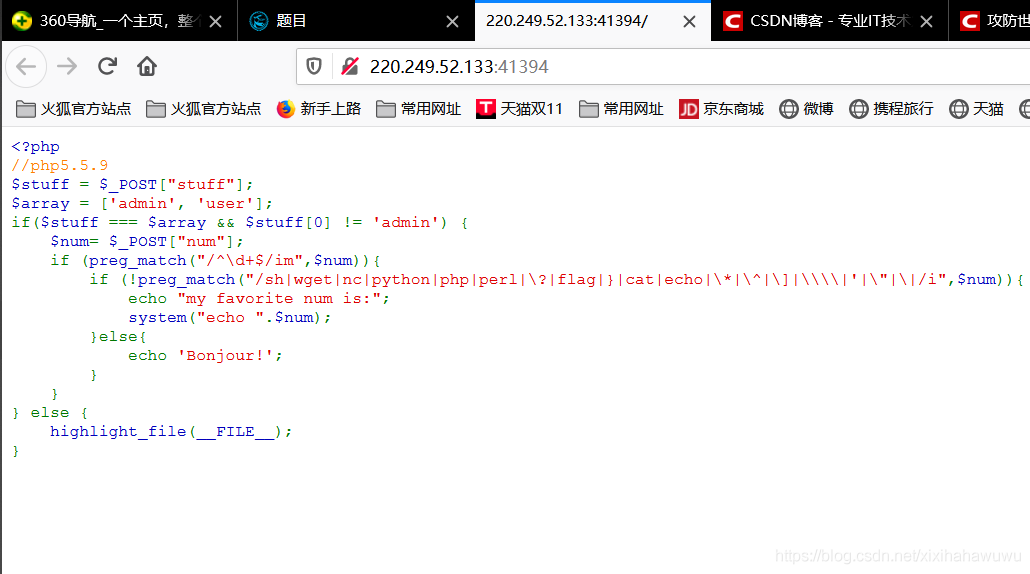 360导航_一个主页，整个
题目
220.249.52.133:41394/
CSDN博客 - 专业IT技术
攻防世
220.249.52.133:41394
火狐官方站点 火狐官方站点 新手上路 常用网址 天猫双11 常用网址 京东商城 微博 携程旅行 天猫
<?php
//php5.5.9
$stuff = $_POST["stuff"];
$array = ['admin', 'user'];
if($stuff === $array && $stuff[0] != 'admin') {
    $num= $_POST["num"];
    if (preg_match("/^\d+$/im",$num)){
        if (!preg_match("/sh|wget|nc|python|php|perl|\?|flag|}|cat|echo|\*|\^|\]|\\\\|'|\"|\|/i",$num)){
            echo "my favorite num is:";
            system("echo ".$num);
        }else{
            echo 'Bonjour!';
        }
    }
} else {
    highlight_file(__FILE__);
}
https://blog.csdn.net/xixihahawuwu